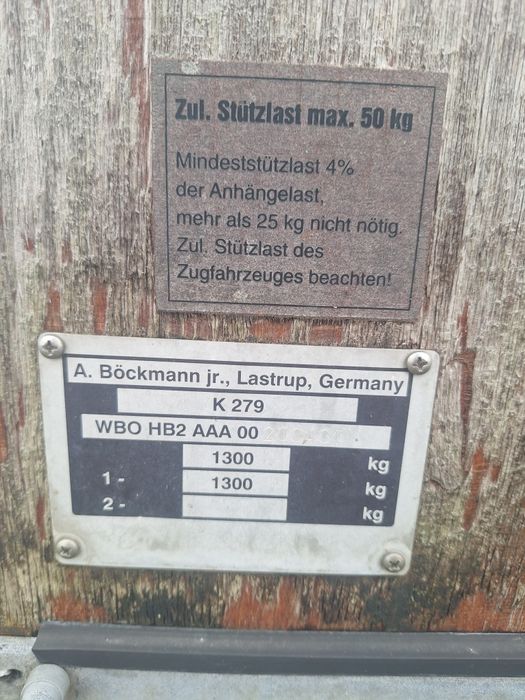 Zul. Stützlast max. 50 kg
Mindeststützlast 4%
der Anhängelast,
mehr als 25 kg nicht nötig.
Zul. Stützlast des
Zugfahrzeuges beachten!
A. Böckmann jr., Lastrup, Germany
K 279
WBO HB2 AAA 00
1300 kg
1 - 1300 kg
2 - kg